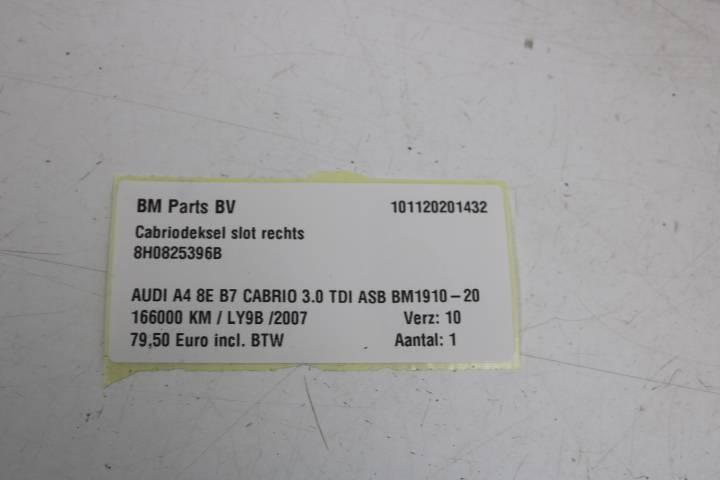 BM Parts BV 101120201432
Cabriodeksel slot rechts
8H0825396B
AUDI A4 8E B7 CABRIO 3.0 TDI ASB BM1910-20
166000 KM / LY9B /2007 Verz: 10
79,50 Euro incl. BTW Aantal: 1